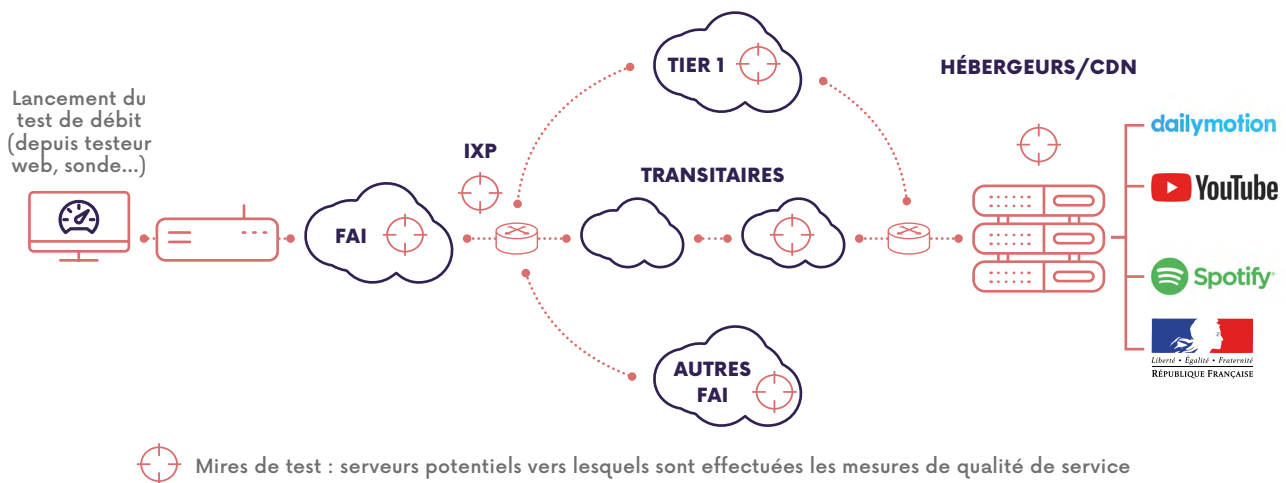 Lancement du
test de débit
(depuis testeur
web, sonde...)
FAI
IXP
TIER 1
TRANSITAIRES
AUTRES
FAI
HÉBERGEURS/CDN
dailymotion
YouTube
Spotify
Liberté • Égalité • Fraternité
RÉPUBLIQUE FRANÇAISE
Mires de test : serveurs potentiels vers lesquels sont effectuées les mesures de qualité de service